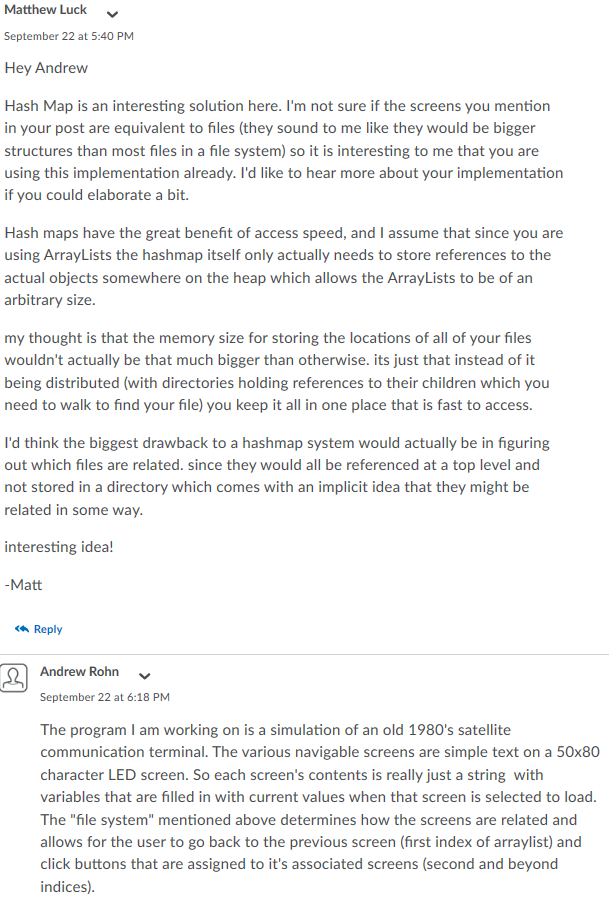 Matthew Luck
September 22 at 5:40 PM
Hey Andrew
Hash Map is an interesting solution here. I'm not sure if the screens you mention
in your post are equivalent to files (they sound to me like they would be bigger
structures than most files in a file system) so it is interesting to me that you are
using this implementation already. I'd like to hear more about your implementation
if you could elaborate a bit.
Hash maps have the great benefit of access speed, and I assume that since you are
using ArrayLists the hashmap itself only actually needs to store references to the
actual objects somewhere on the heap which allows the ArrayLists to be of an
arbitrary size.
my thought is that the memory size for storing the locations of all of your files
wouldn't actually be that much bigger than otherwise. its just that instead of it
being distributed (with directories holding references to their children which you
need to walk to find your file) you keep it all in one place that is fast to access.
I'd think the biggest drawback to a hashmap system would actually be in figuring
out which files are related. since they would all be referenced at a top level and
not stored in a directory which comes with an implicit idea that they might be
related in some way.
interesting idea!
-Matt
Reply
Andrew Rohn
September 22 at 6:18 PM
The program I am working on is a simulation of an old 1980's satellite
communication terminal. The various navigable screens are simple text on a 50x80
character LED screen. So each screen's contents is really just a string with
variables that are filled in with current values when that screen is selected to load.
The "file system" mentioned above determines how the screens are related and
allows for the user to go back to the previous screen (first index of arraylist) and
click buttons that are assigned to it's associated screens (second and beyond
indices).